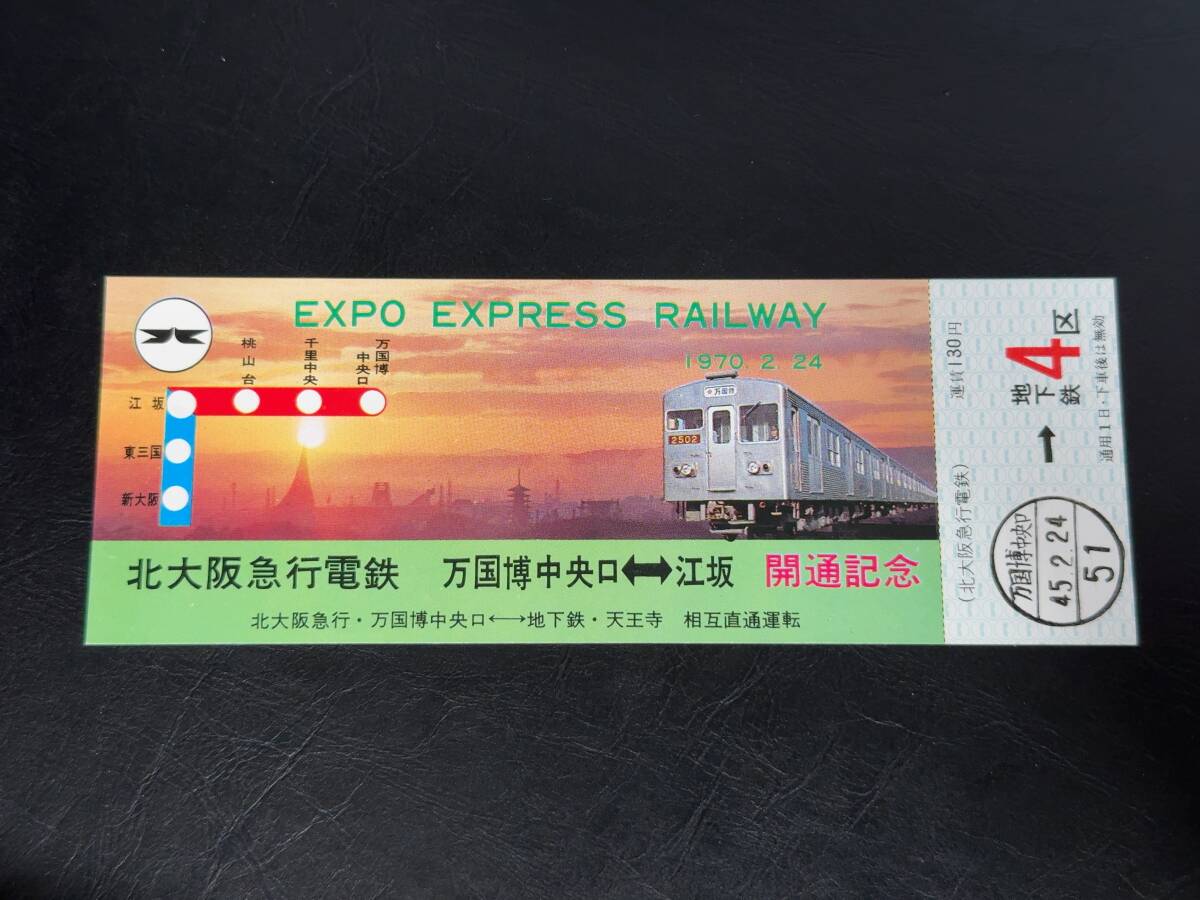 EXPO EXPRESS RAILWAY
1970. 2. 24
桃山台
千里中央
万国博
中央口
江坂
東三国
新大阪
万国博
2502
北大阪急行電鉄 万国博中央口⟷江坂 開通記念
北大阪急行・万国博中央口⟷地下鉄・天王寺 相互直通運転
(北大阪急行電鉄) 運賃130円
→地下鉄4区
通用1日・下車後は無効
万国博中央口
45.2.24
51